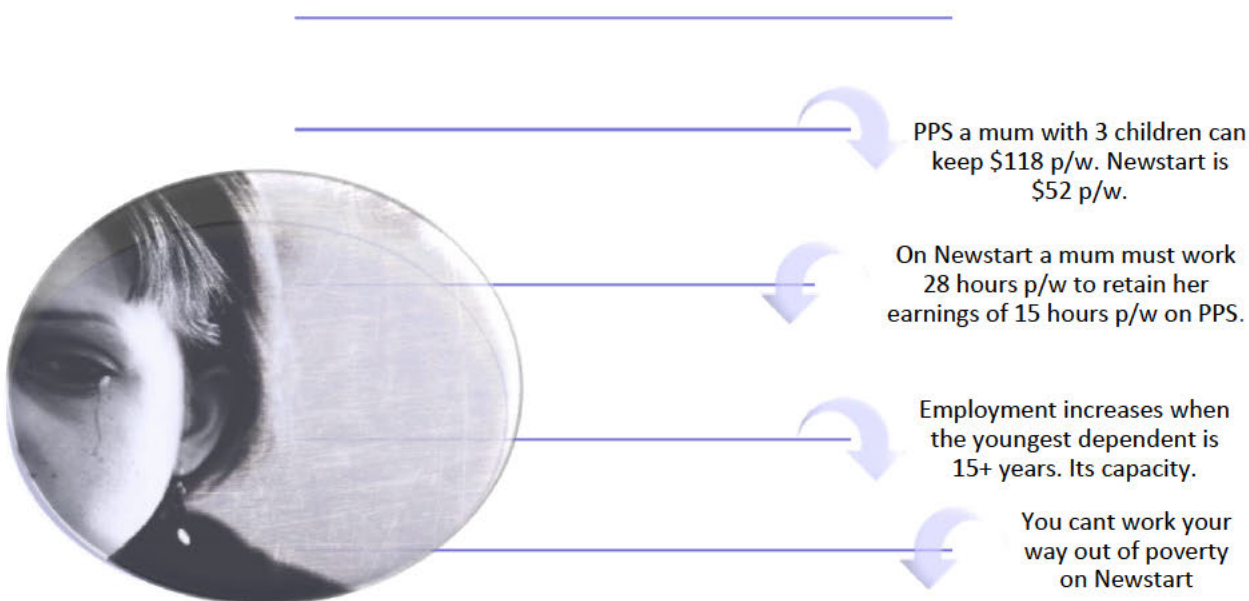 PPS a mum with 3 children can
keep $118 p/w. Newstart is
$52 p/w.
On Newstart a mum must work
28 hours p/w to retain her
earnings of 15 hours p/w on PPS.
Employment increases when
the youngest dependent is
15+ years. Its capacity.
You cant work your
way out of poverty
on Newstart